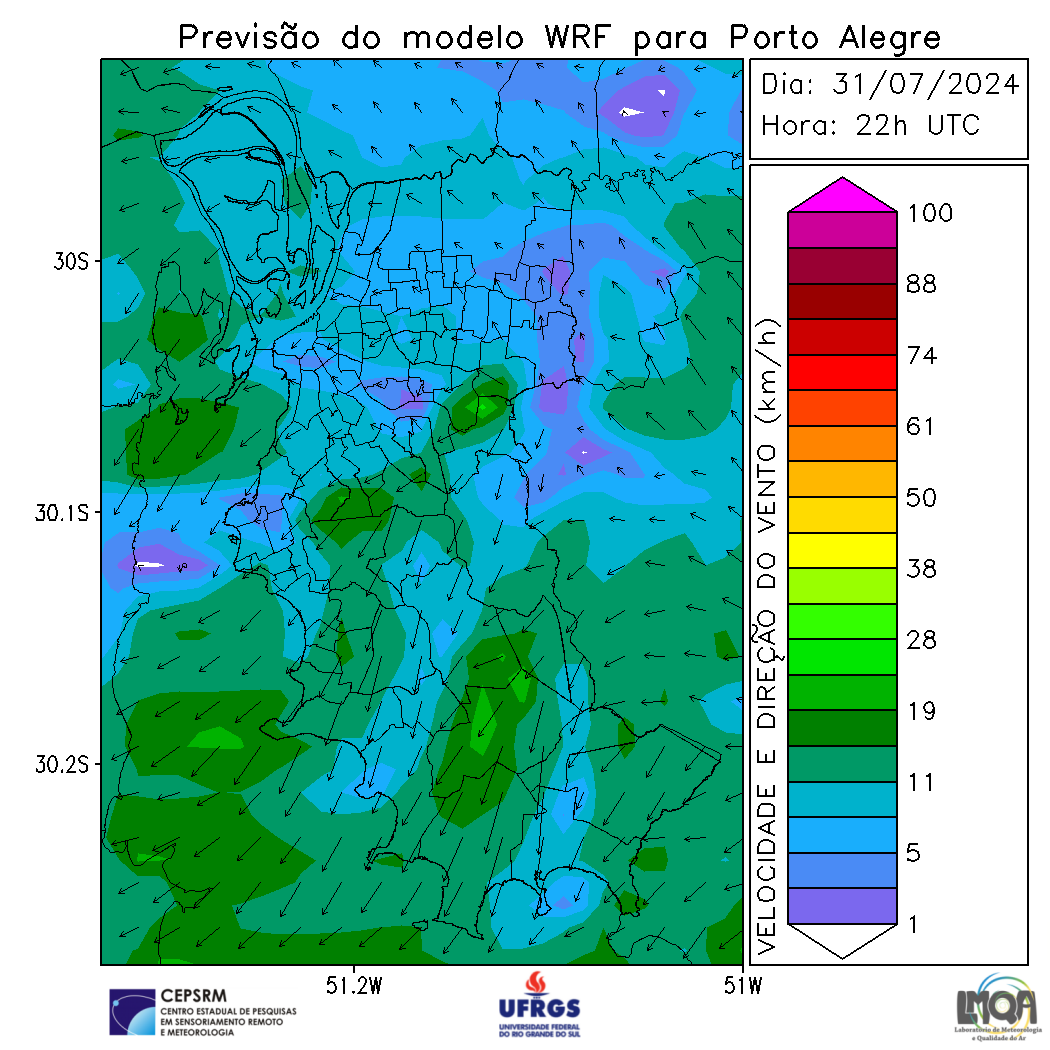 Previsão do modelo WRF para Porto Alegre
Dia: 31/07/2024
Hora: 22h UTC
30S
30.1S
30.2S
51.2W
51W
VELOCIDADE E DIREÇÃO DO VENTO (km/h)
100
88
74
61
50
38
28
19
11
5
1
CEPSRM
CENTRO ESTADUAL DE PESQUISAS
EM SENSORIAMENTO REMOTO
E METEOROLOGIA
UFRGS
UNIVERSIDADE FEDERAL
DO RIO GRANDE DO SUL
LMQA
Laboratório de Meteorologia
e Qualidade do Ar